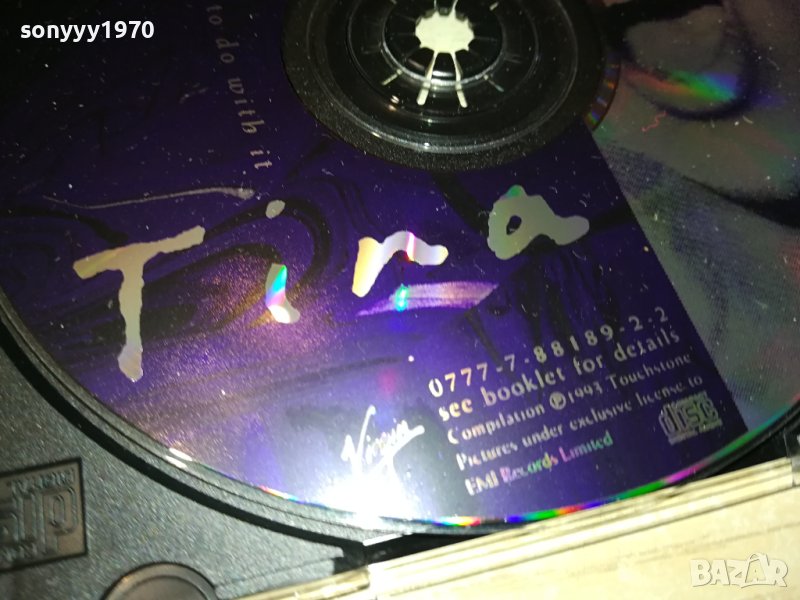 sonyyy1970
to do with it
Tina
0777-7-88189-2-2
see booklet for details
Compilation ℗1993 Touchstone
Pictures under exclusive license to
EMI Records Limited
Virgin
disc
BAZAR